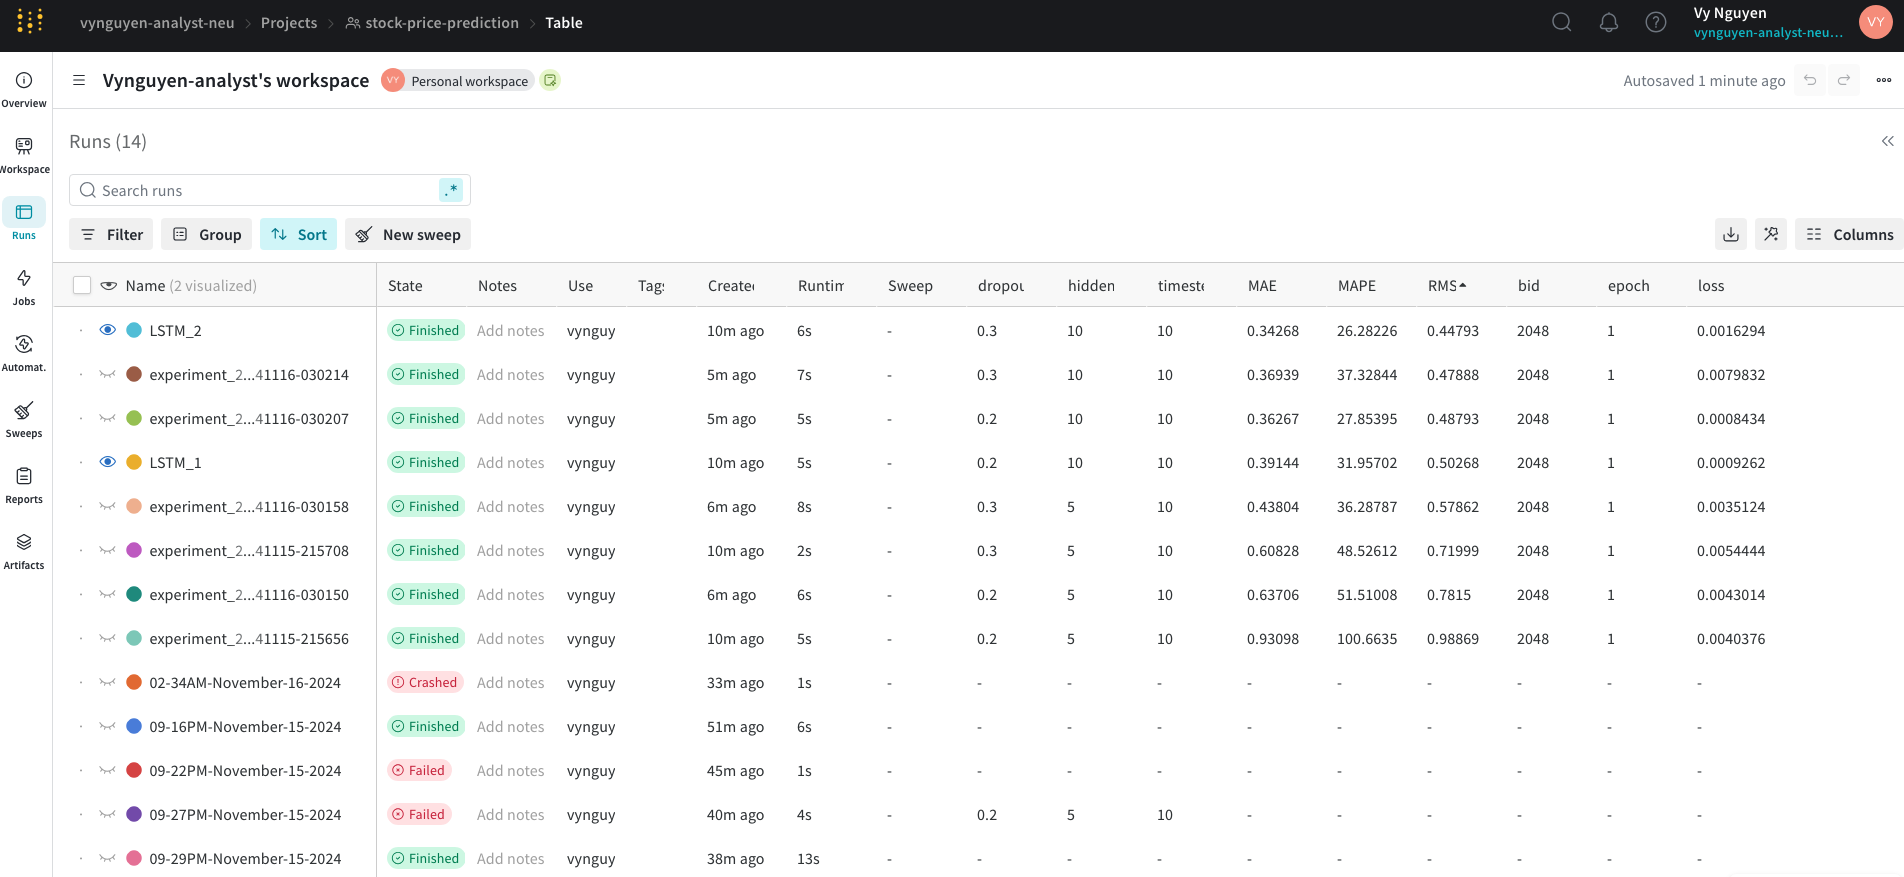 vynguyen-analyst-neu > Projects > stock-price-prediction > Table
Vy Nguyen
vynguyen-analyst-neu...
VY
Overview
Workspace
Runs
Jobs
Automat.
Sweeps
Reports
Artifacts
Vynguyen-analyst's workspace VY Personal workspace
Autosaved 1 minute ago
Runs (14)
Search runs .*
Filter Group Sort New sweep Columns
Name (2 visualized) State Notes Use Tags Created Runtim Sweep dropou hidden timeste MAE MAPE RMS bid epoch loss
LSTM_2 Finished Add notes vynguy 10m ago 6s - 0.3 10 10 0.34268 26.28226 0.44793 2048 1 0.0016294
experiment_2...41116-030214 Finished Add notes vynguy 5m ago 7s - 0.3 10 10 0.36939 37.32844 0.47888 2048 1 0.0079832
experiment_2...41116-030207 Finished Add notes vynguy 5m ago 5s - 0.2 10 10 0.36267 27.85395 0.48793 2048 1 0.0008434
LSTM_1 Finished Add notes vynguy 10m ago 5s - 0.2 10 10 0.39144 31.95702 0.50268 2048 1 0.0009262
experiment_2...41116-030158 Finished Add notes vynguy 6m ago 8s - 0.3 5 10 0.43804 36.28787 0.57862 2048 1 0.0035124
experiment_2...41115-215708 Finished Add notes vynguy 10m ago 2s - 0.3 5 10 0.60828 48.52612 0.71999 2048 1 0.0054444
experiment_2...41116-030150 Finished Add notes vynguy 6m ago 6s - 0.2 5 10 0.63706 51.51008 0.7815 2048 1 0.0043014
experiment_2...41115-215656 Finished Add notes vynguy 10m ago 5s - 0.2 5 10 0.93098 100.6635 0.98869 2048 1 0.0040376
02-34AM-November-16-2024 Crashed Add notes vynguy 33m ago 1s - - - - - - - - - -
09-16PM-November-15-2024 Finished Add notes vynguy 51m ago 6s - - - - - - - - - -
09-22PM-November-15-2024 Failed Add notes vynguy 45m ago 1s - - - - - - - - - -
09-27PM-November-15-2024 Failed Add notes vynguy 40m ago 4s - 0.2 5 10 - - - - - -
09-29PM-November-15-2024 Finished Add notes vynguy 38m ago 13s - - - - - - - - - -